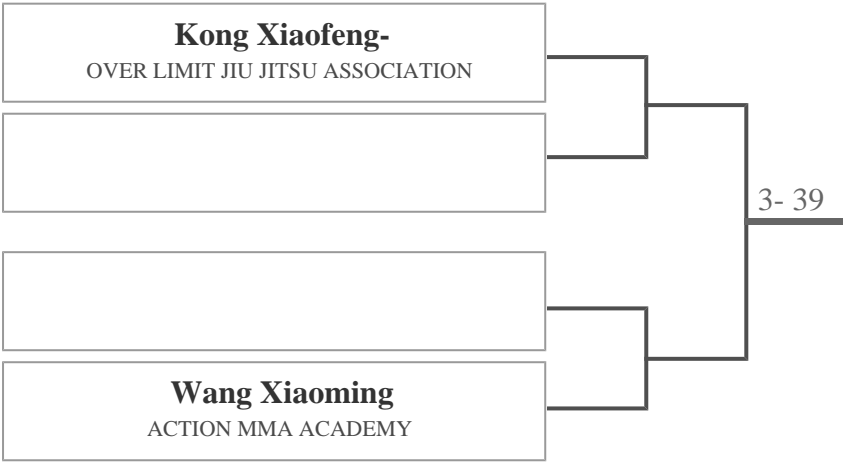 Kong Xiaofeng-
OVER LIMIT JIU JITSU ASSOCIATION
3- 39
Wang Xiaoming
ACTION MMA ACADEMY